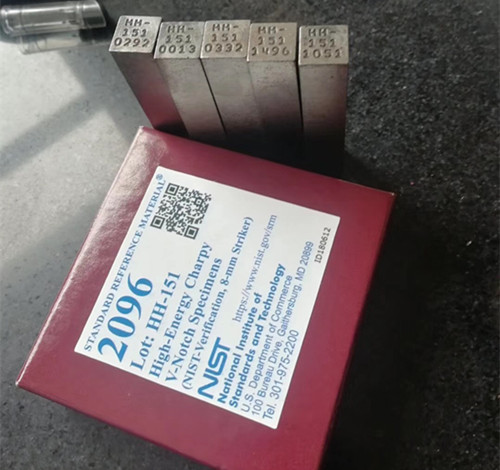 HH-
151
0292
HH-
151
0013
HH-
151
0332
HH-
151
1496
HH-
151
1051
STANDARD REFERENCE MATERIAL®
2096
Lot: HH-151
High-Energy Charpy
V-Notch Specimens
(NIST-Verification, 8-mm Striker)
NIST https://www.nist.gov/srm
National Institute of
Standards and Technology
U.S. Department of Commerce
100 Bureau Drive, Gaithersburg, MD 20899
Tel. 301-975-2200
ID180612